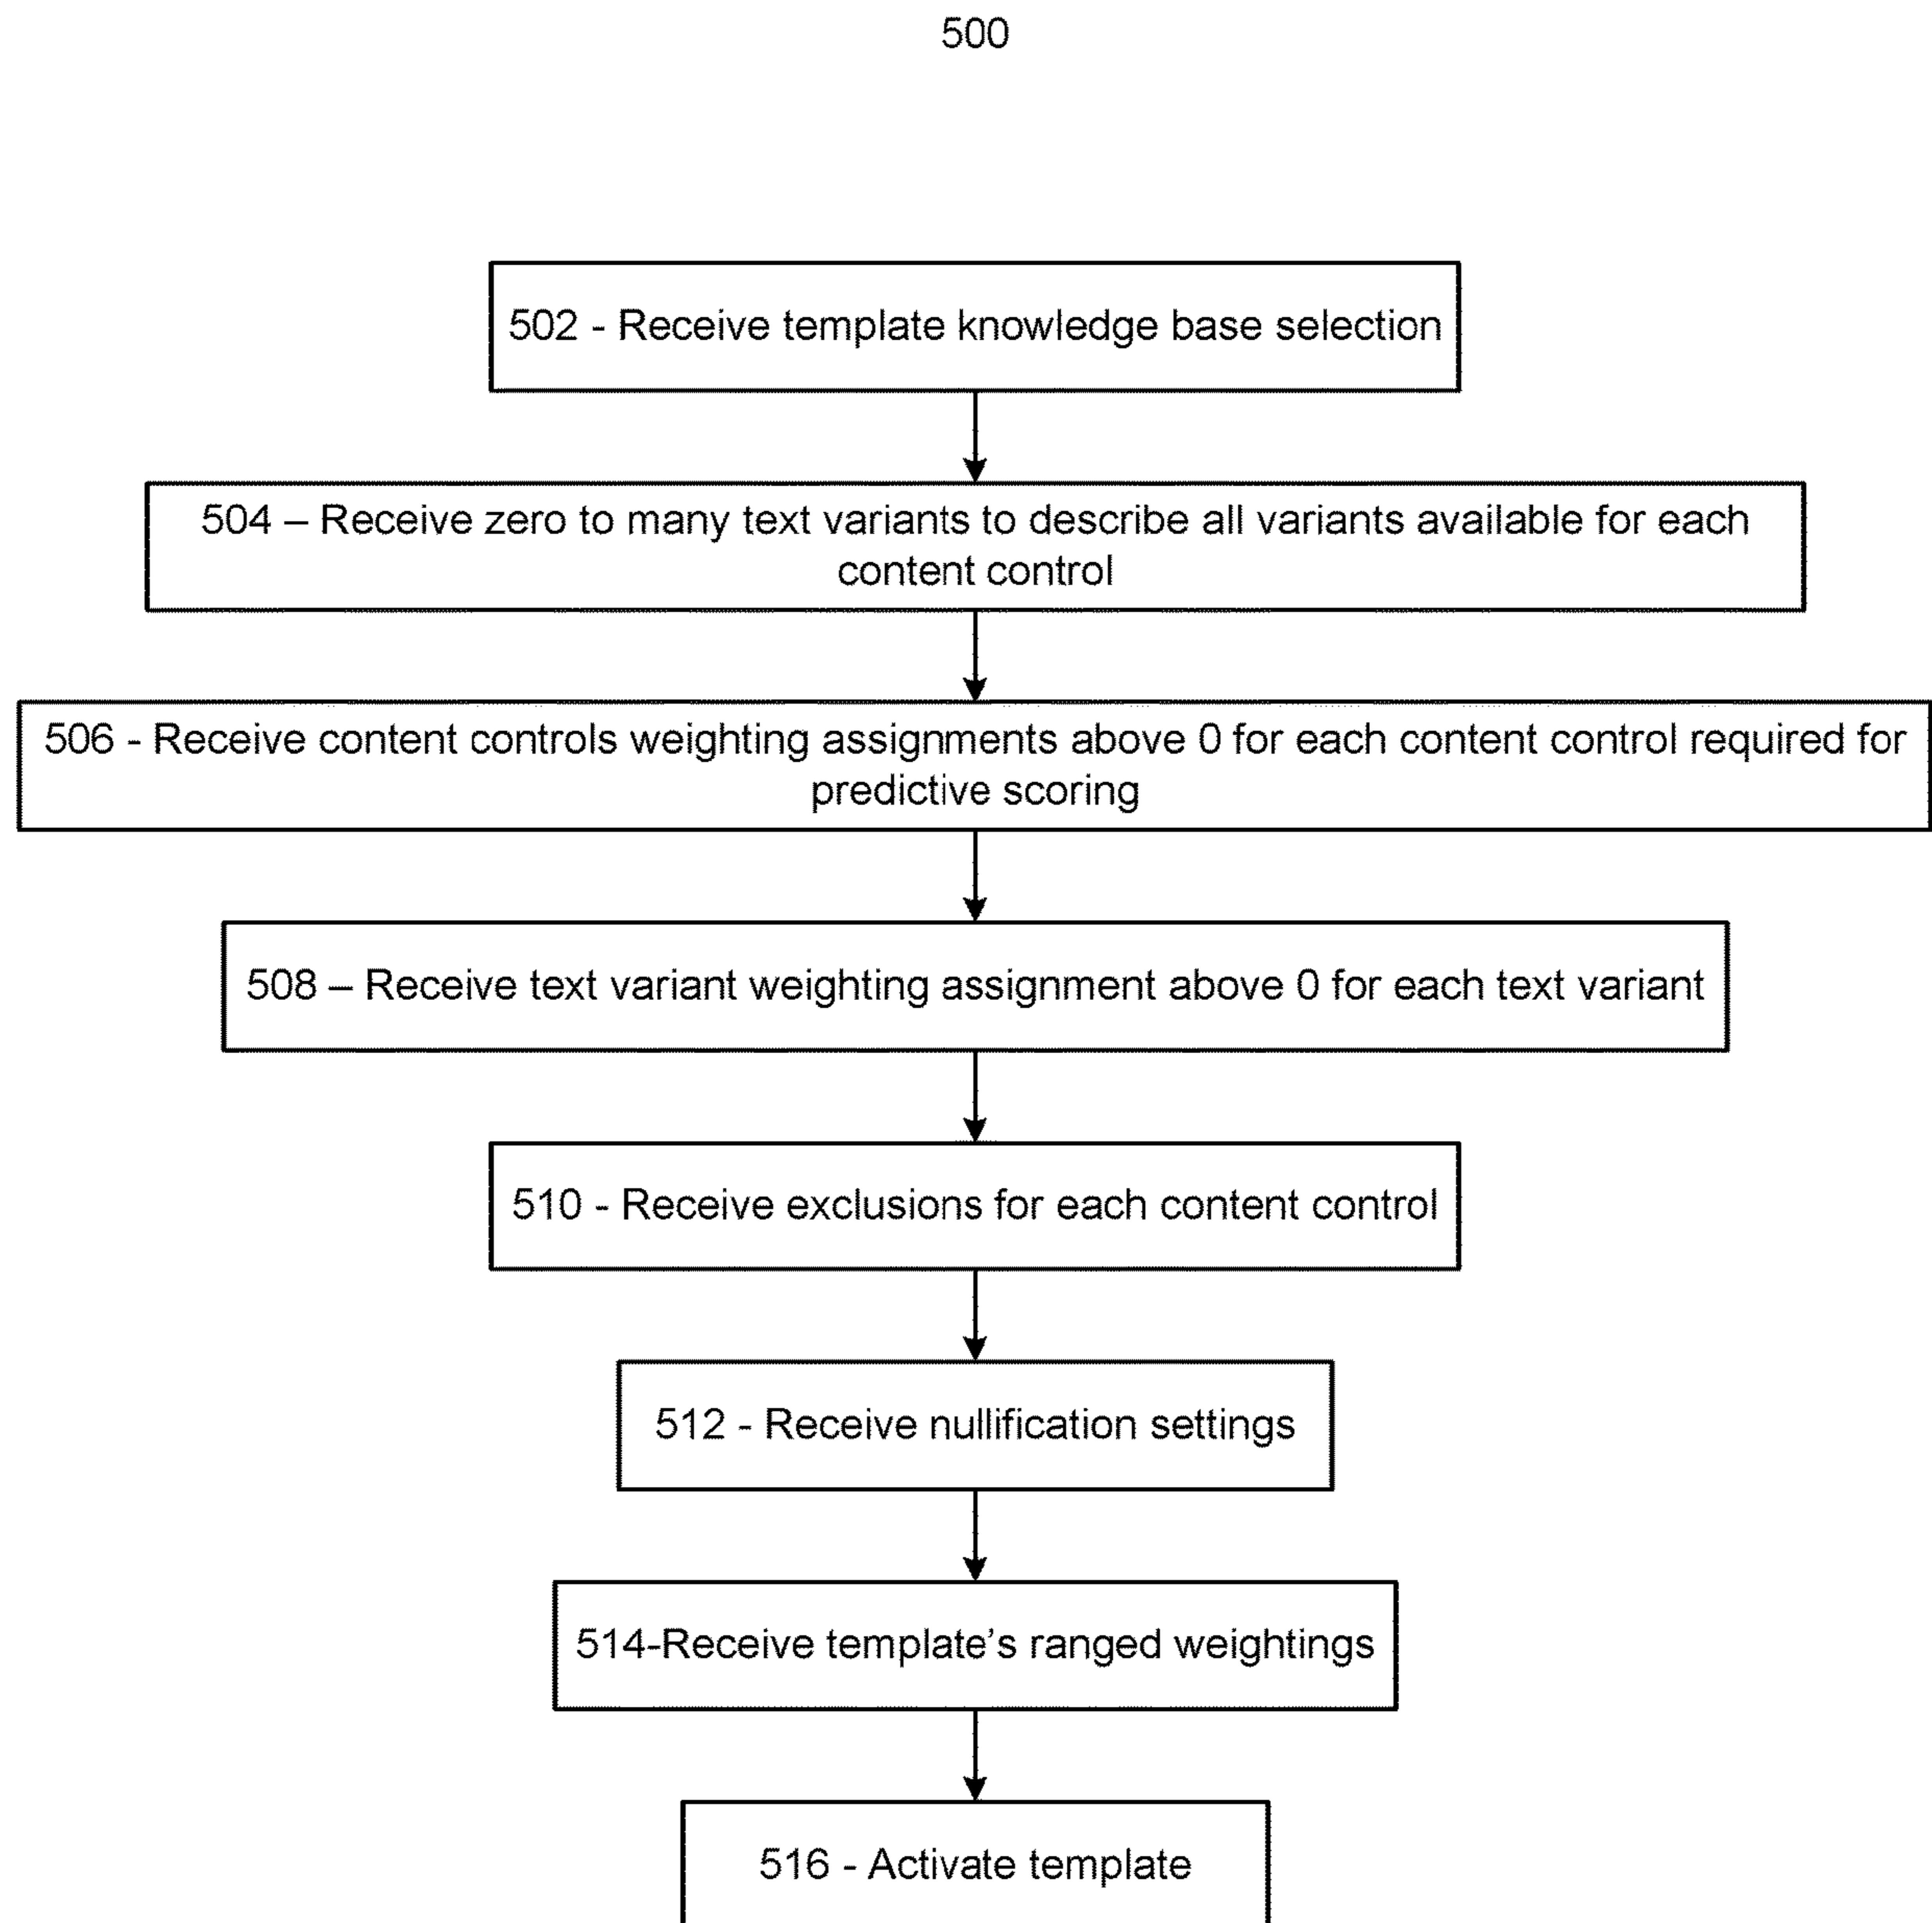 500
502 - Receive template knowledge base selection
504 – Receive zero to many text variants to describe all variants available for each
content control
506 - Receive content controls weighting assignments above 0 for each content control required for
predictive scoring
508 – Receive text variant weighting assignment above 0 for each text variant
510 - Receive exclusions for each content control
512 - Receive nullification settings
514-Receive template’s ranged weightings
516 - Activate template